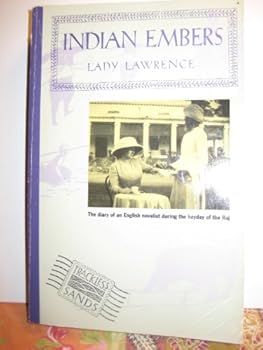 INDIAN EMBERS
LADY LAWRENCE
The diary of an English novelist during the heyday of the Raj
TRACKLESS
SANDS